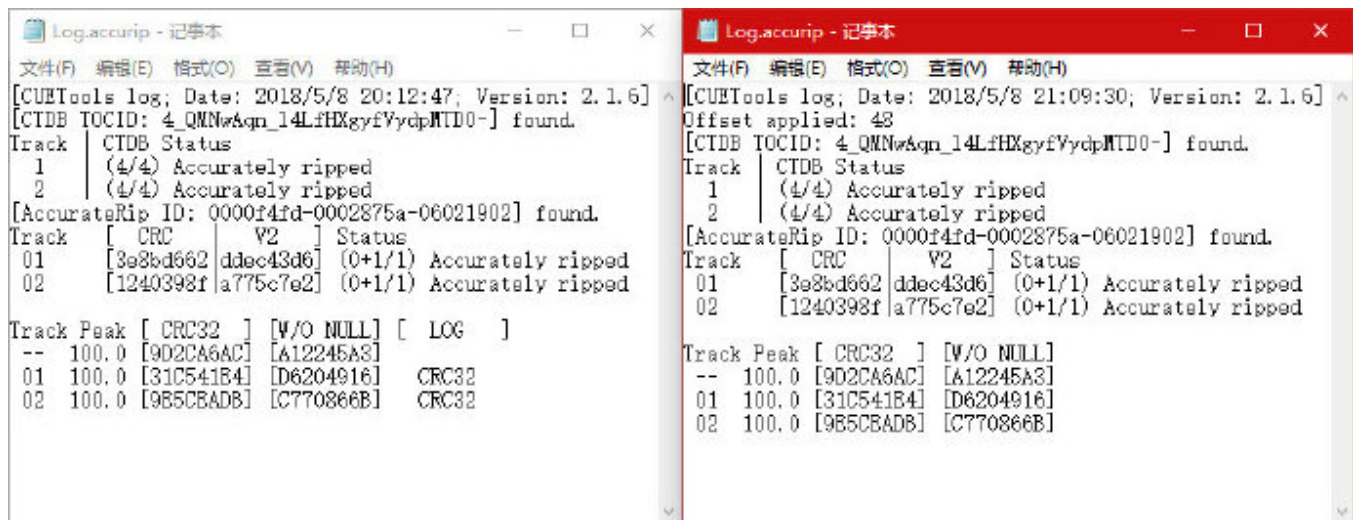 Log.accurip - 记事本
文件(F) 编辑(E) 格式(O) 查看(V) 帮助(H)
[CUETools log; Date: 2018/5/8 20:12:47; Version: 2.1.6]
[CTDB TOCID: 4_QMNwAqn_l4LfHXgyfVydpMTD0-] found.
Track | CTDB Status
1 | (4/4) Accurately ripped
2 | (4/4) Accurately ripped
[AccurateRip ID: 0000f4fd-0002875a-06021902] found.
Track [ CRC | V2 ] Status
01 [3e8bd662|ddec43d6] (0+1/1) Accurately ripped
02 [1240398f|a775c7e2] (0+1/1) Accurately ripped
Track Peak [ CRC32 ] [W/O NULL] [ LOG ]
-- 100.0 [9D2CA6AC] [A12245A3]
01 100.0 [31C541B4] [D6204916] CRC32
02 100.0 [9B5CBADB] [C770866B] CRC32
Log.accurip - 记事本
文件(F) 编辑(E) 格式(O) 查看(V) 帮助(H)
[CUETools log; Date: 2018/5/8 21:09:30; Version: 2.1.6]
Offset applied: 48
[CTDB TOCID: 4_QMNwAqn_l4LfHXgyfVydpMTD0-] found.
Track | CTDB Status
1 | (4/4) Accurately ripped
2 | (4/4) Accurately ripped
[AccurateRip ID: 0000f4fd-0002875a-06021902] found.
Track [ CRC | V2 ] Status
01 [3e8bd662|ddec43d6] (0+1/1) Accurately ripped
02 [1240398f|a775c7e2] (0+1/1) Accurately ripped
Track Peak [ CRC32 ] [W/O NULL]
-- 100.0 [9D2CA6AC] [A12245A3]
01 100.0 [31C541B4] [D6204916]
02 100.0 [9B5CBADB] [C770866B]